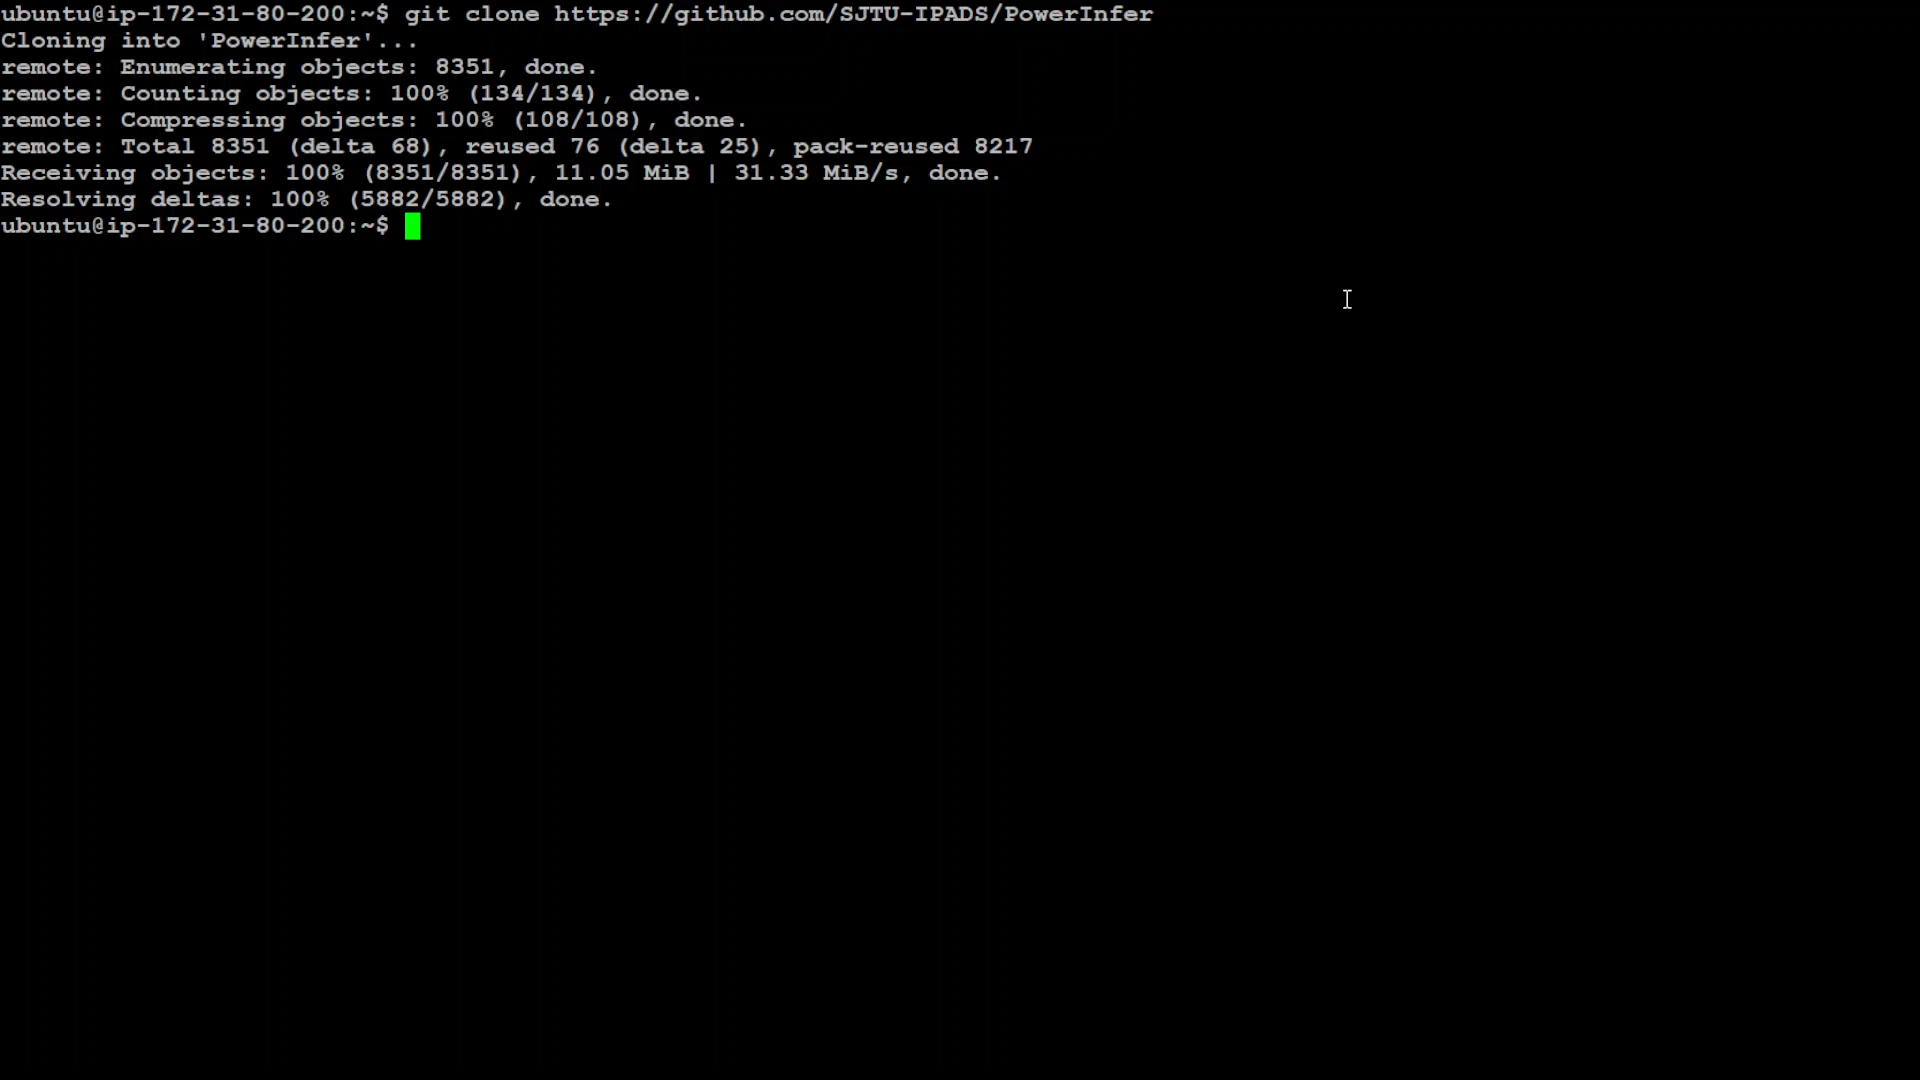 ubuntu@ip-172-31-80-200:~$ git clone https://github.com/SJTU-IPADS/PowerInfer
Cloning into 'PowerInfer'...
remote: Enumerating objects: 8351, done.
remote: Counting objects: 100% (134/134), done.
remote: Compressing objects: 100% (108/108), done.
remote: Total 8351 (delta 68), reused 76 (delta 25), pack-reused 8217
Receiving objects: 100% (8351/8351), 11.05 MiB | 31.33 MiB/s, done.
Resolving deltas: 100% (5882/5882), done.
ubuntu@ip-172-31-80-200:~$